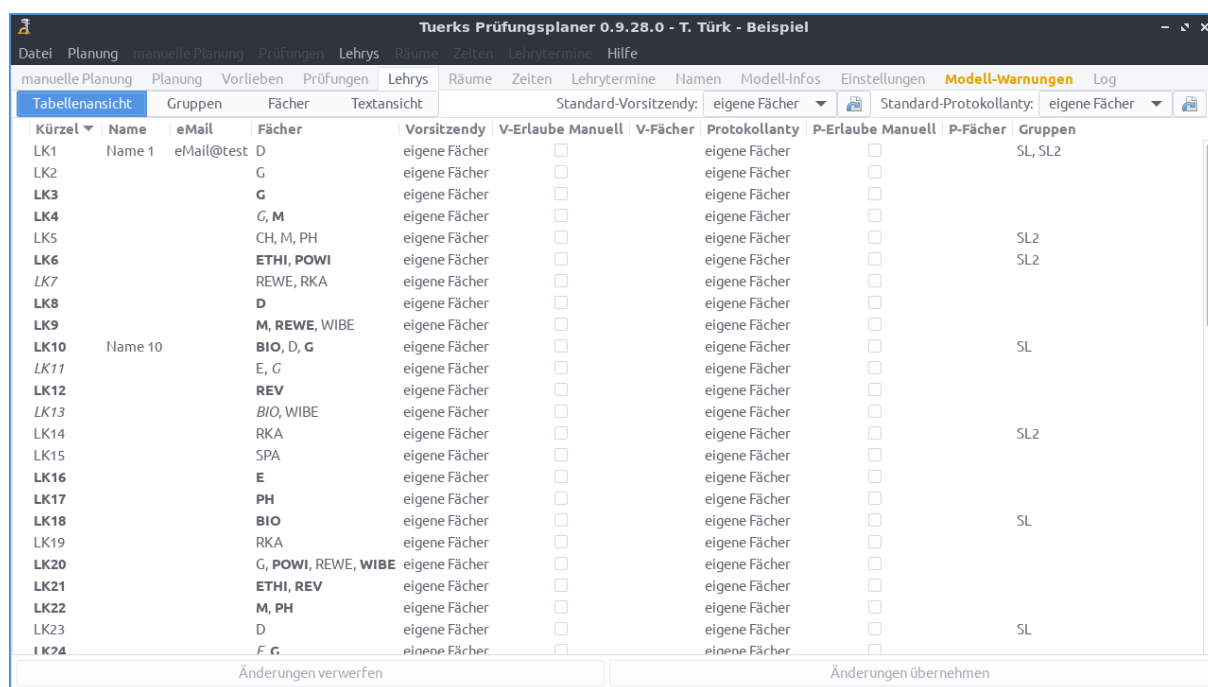 Tuerks Prüfungsplaner 0.9.28.0 - T. Türk - Beispiel
Datei Planung manuelle Planung Prüfungen Lehrys Räume Zeiten Lehrytermine Hilfe
manuelle Planung Planung Vorlieben Prüfungen Lehrys Räume Zeiten Lehrytermine Namen Modell-Infos Einstellungen Modell-Warnungen Log
Tabellenansicht Gruppen Fächer Textansicht Standard-Vorsitzendy: eigene Fächer Standard-Protokollanty: eigene Fächer
Kürzel Name eMail Fächer Vorsitzendy V-Erlaube Manuell V-Fächer Protokollanty P-Erlaube Manuell P-Fächer Gruppen
LK1 Name 1 eMail@test D eigene Fächer eigene Fächer SL, SL2
LK2 G eigene Fächer eigene Fächer
LK3 G eigene Fächer eigene Fächer
LK4 G, M eigene Fächer eigene Fächer
LK5 CH, M, PH eigene Fächer eigene Fächer SL2
LK6 ETHI, POWI eigene Fächer eigene Fächer SL2
LK7 REWE, RKA eigene Fächer eigene Fächer
LK8 D eigene Fächer eigene Fächer
LK9 M, REWE, WIBE eigene Fächer eigene Fächer
LK10 Name 10 BIO, D, G eigene Fächer eigene Fächer SL
LK11 E, G eigene Fächer eigene Fächer
LK12 REV eigene Fächer eigene Fächer
LK13 BIO, WIBE eigene Fächer eigene Fächer
LK14 RKA eigene Fächer eigene Fächer SL2
LK15 SPA eigene Fächer eigene Fächer
LK16 E eigene Fächer eigene Fächer
LK17 PH eigene Fächer eigene Fächer
LK18 BIO eigene Fächer eigene Fächer SL
LK19 RKA eigene Fächer eigene Fächer
LK20 G, POWI, REWE, WIBE eigene Fächer eigene Fächer
LK21 ETHI, REV eigene Fächer eigene Fächer
LK22 M, PH eigene Fächer eigene Fächer
LK23 D eigene Fächer eigene Fächer SL
LK24 G eigene Fächer eigene Fächer
Änderungen verwerfen Änderungen übernehmen